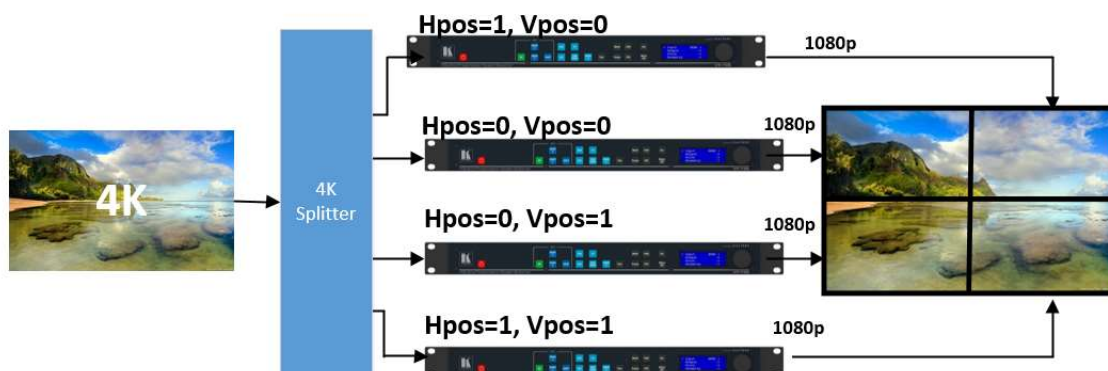 Hpos=1, Vpos=0
1080p
Hpos=0, Vpos=0
1080p
4K
4K
Splitter
Hpos=0, Vpos=1
1080p
Hpos=1, Vpos=1
1080p